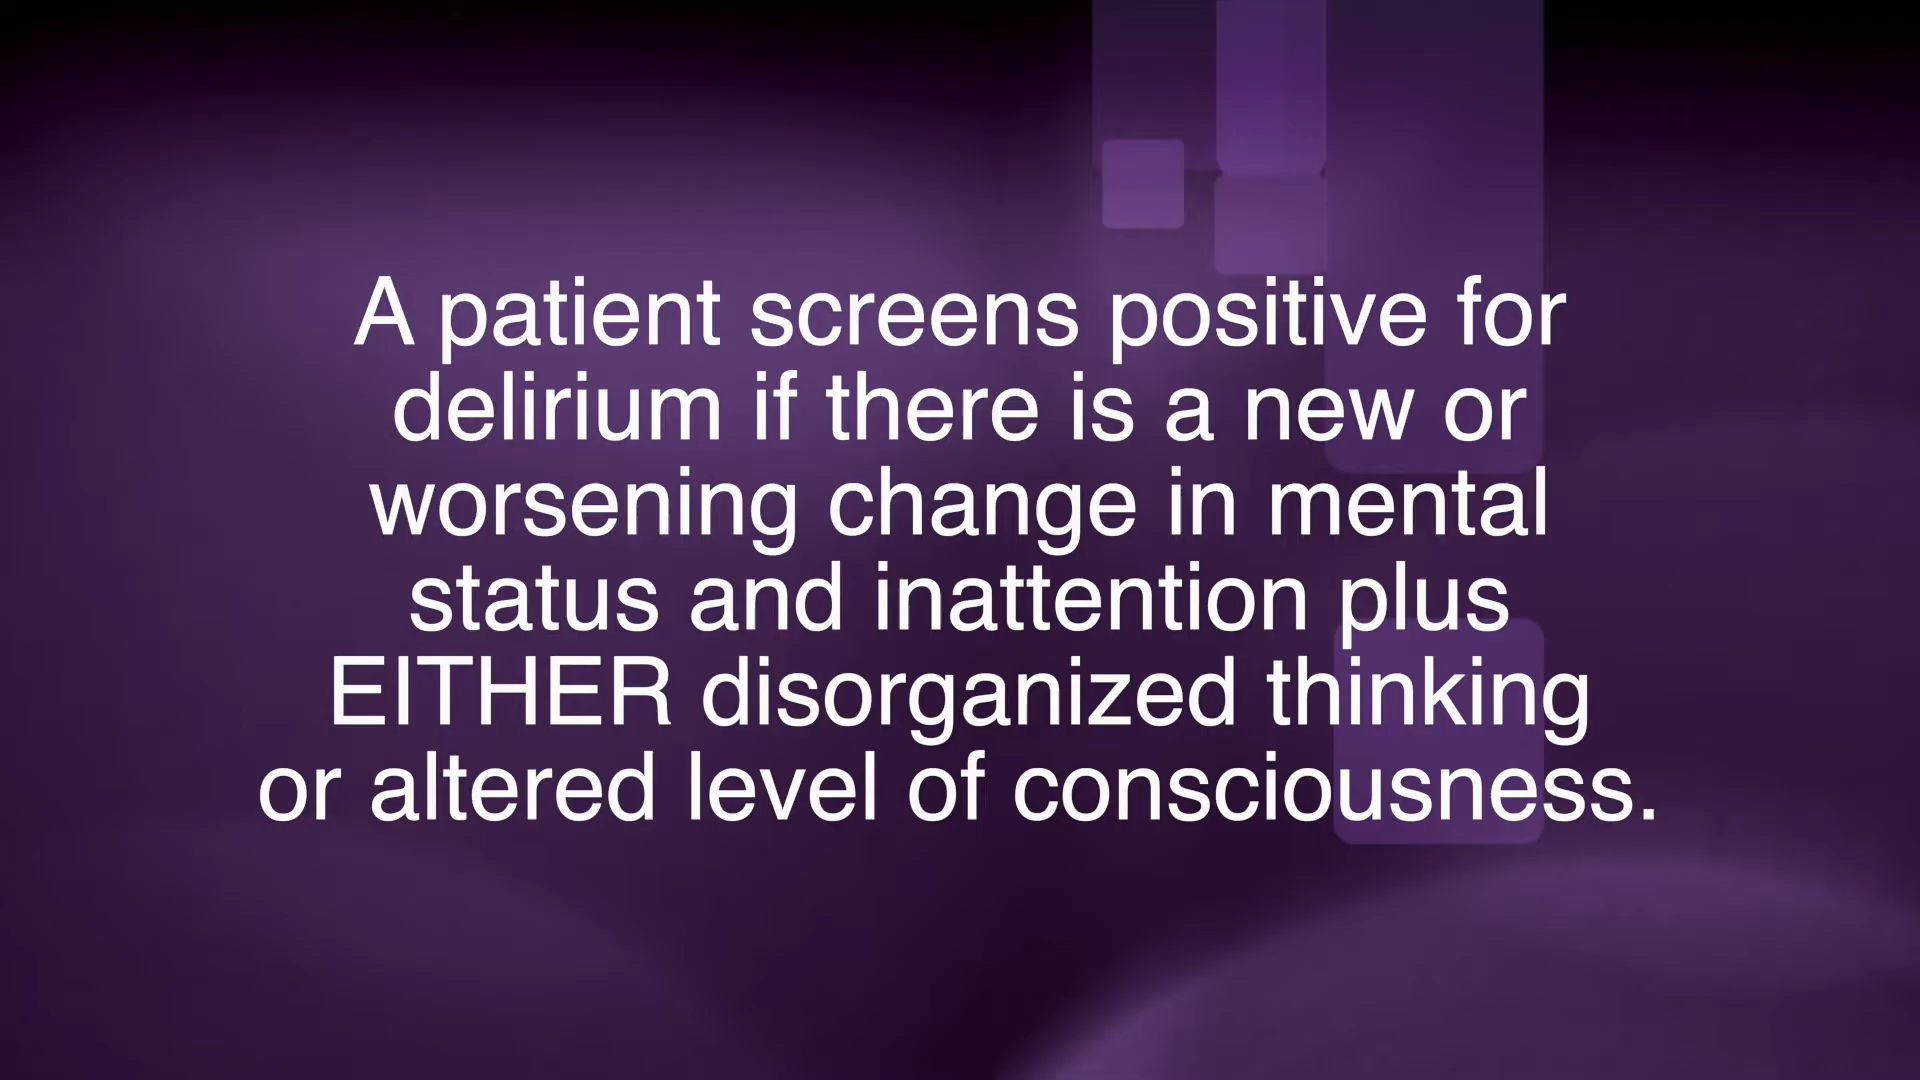 A patient screens positive for
delirium if there is a new or
worsening change in mental
status and inattention plus
EITHER disorganized thinking
or altered level of consciousness.